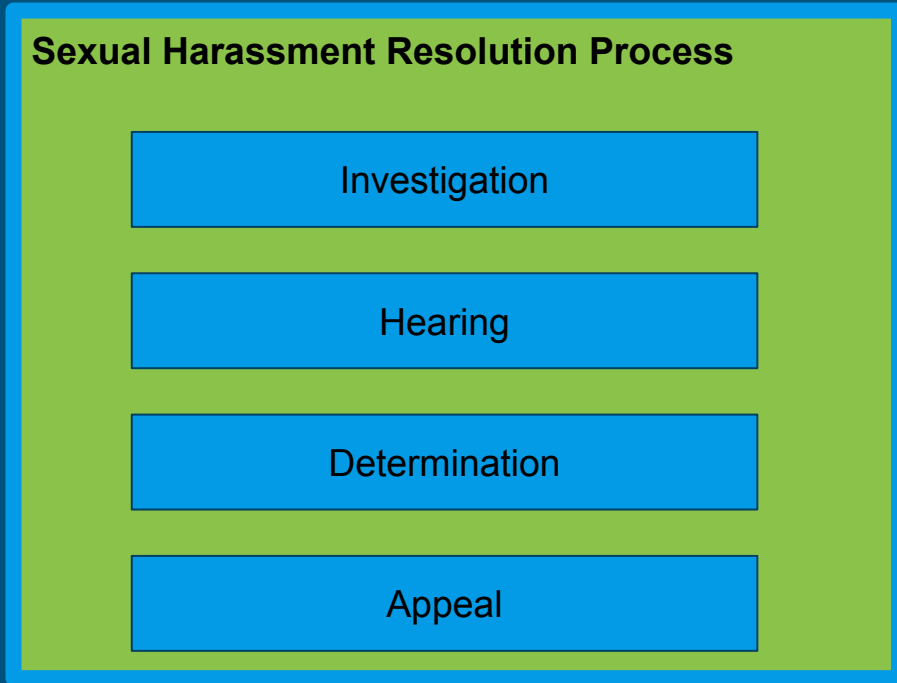 Sexual Harassment Resolution Process
Investigation
Hearing
Determination
Appeal